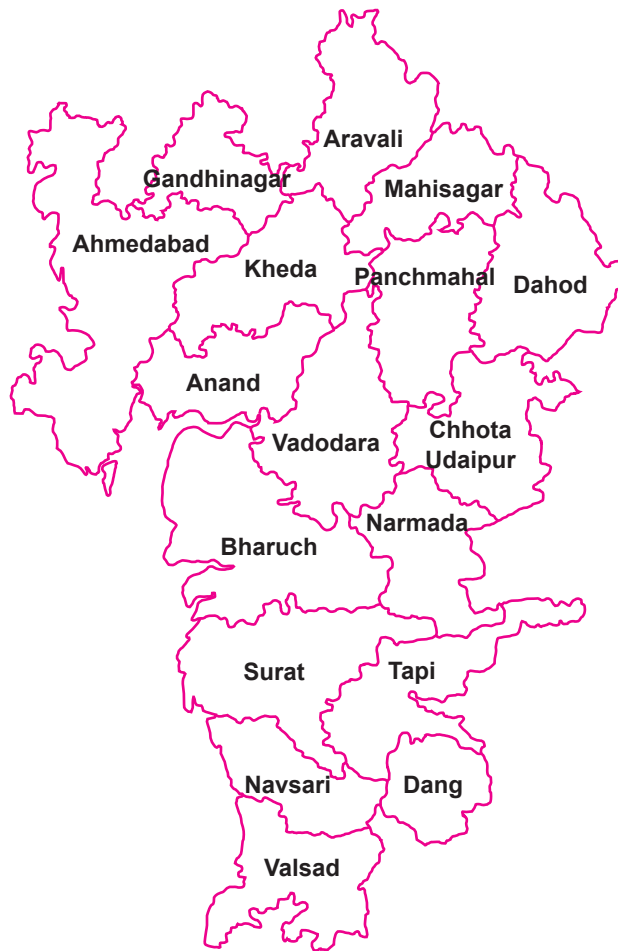 Aravali
Gandhinagar
Mahisagar
Ahmedabad
Kheda
Panchmahal
Dahod
Anand
Vadodara
Chhota
Udaipur
Narmada
Bharuch
Surat
Tapi
Navsari
Dang
Valsad